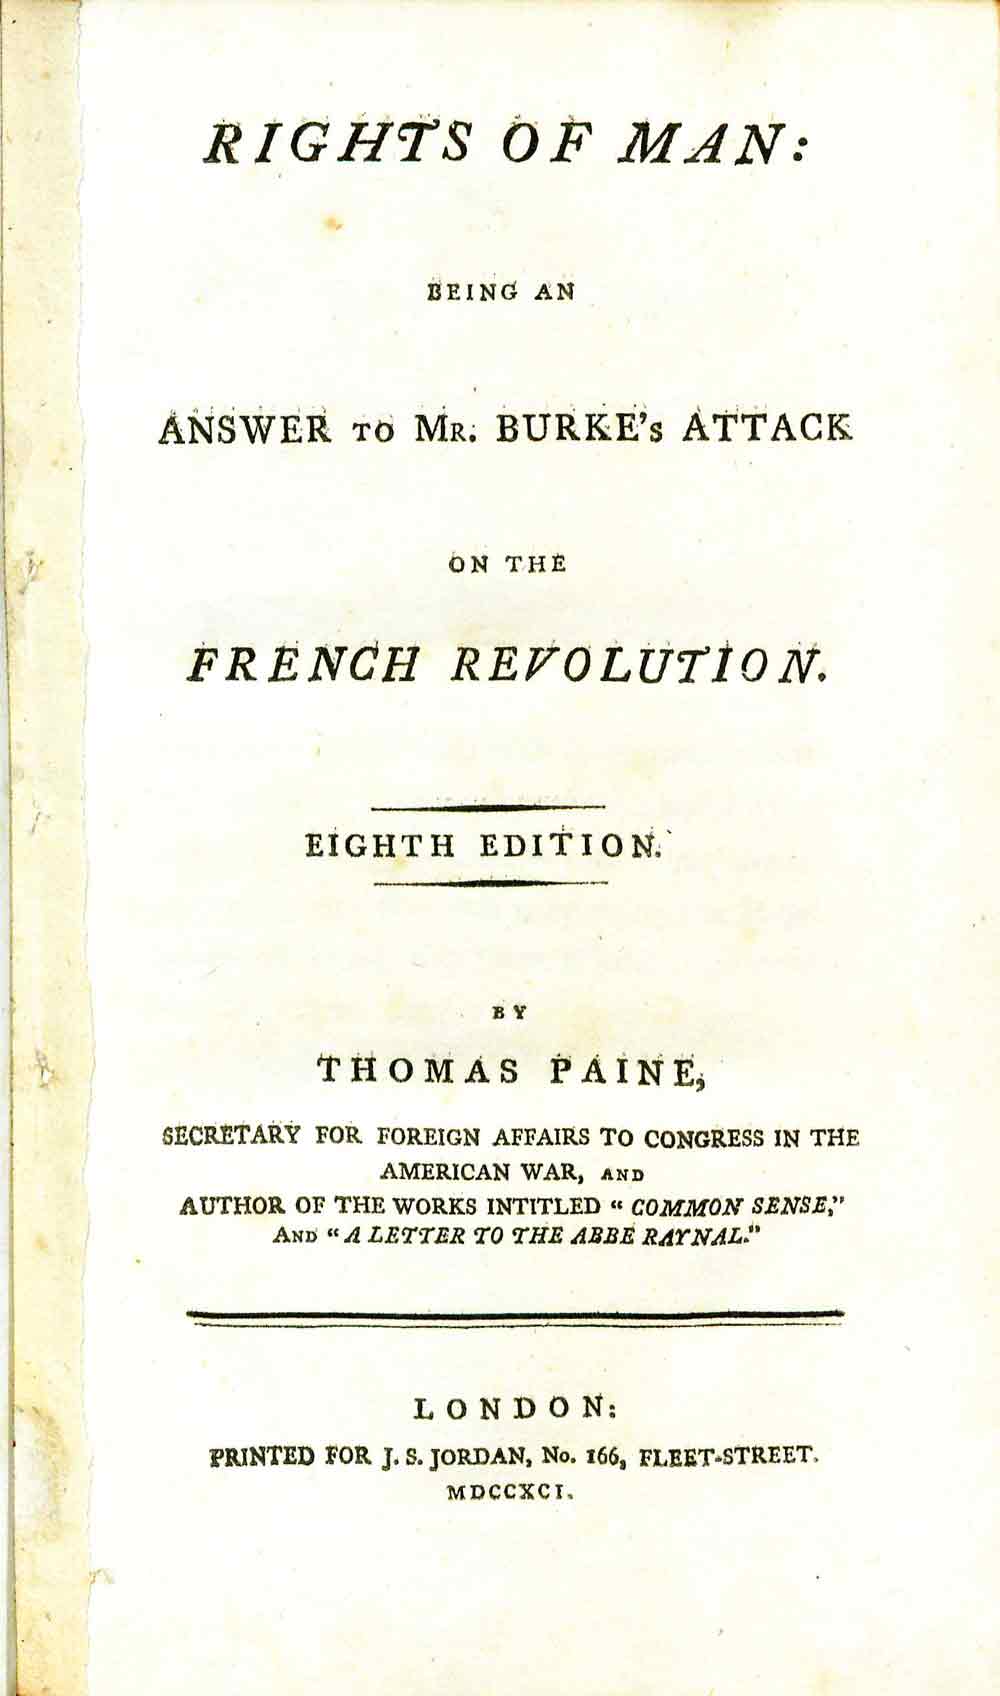 RIGHTS OF MAN:
BEING AN
ANSWER TO MR. BURKE's ATTACK
ON THE
FRENCH REVOLUTION.
EIGHTH EDITION.
BY
THOMAS PAINE,
SECRETARY FOR FOREIGN AFFAIRS TO CONGRESS IN THE
AMERICAN WAR, AND
AUTHOR OF THE WORKS INTITLED “ COMMON SENSE,”
AND “ A LETTER TO THE ABBE RAYNAL.”
LONDON:
PRINTED FOR J. S. JORDAN, No. 166, FLEET-STREET.
MDCCXCI.